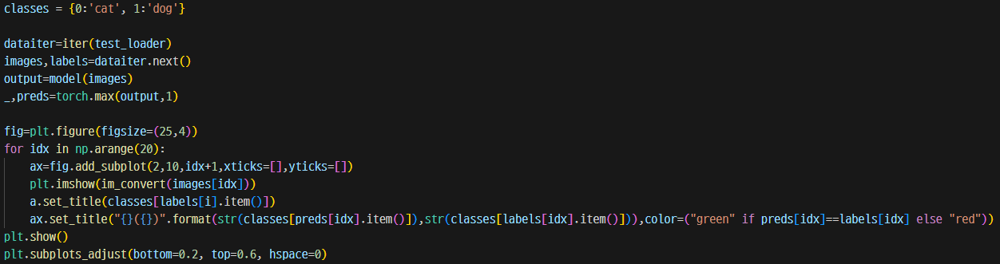 classes = {0:'cat', 1:'dog'}
dataiter=iter(test_loader)
images,labels=dataiter.next()
output=model(images)
_,preds=torch.max(output,1)
fig=plt.figure(figsize=(25,4))
for idx in np.arange(20):
    ax=fig.add_subplot(2,10,idx+1,xticks=[],yticks=[])
    plt.imshow(im_convert(images[idx]))
    a.set_title(classes[labels[i].item()])
    ax.set_title("{}({})".format(str(classes[preds[idx].item()]),str(classes[labels[idx].item()])),color=("green" if preds[idx]==labels[idx] else "red"))
plt.show()
plt.subplots_adjust(bottom=0.2, top=0.6, hspace=0)